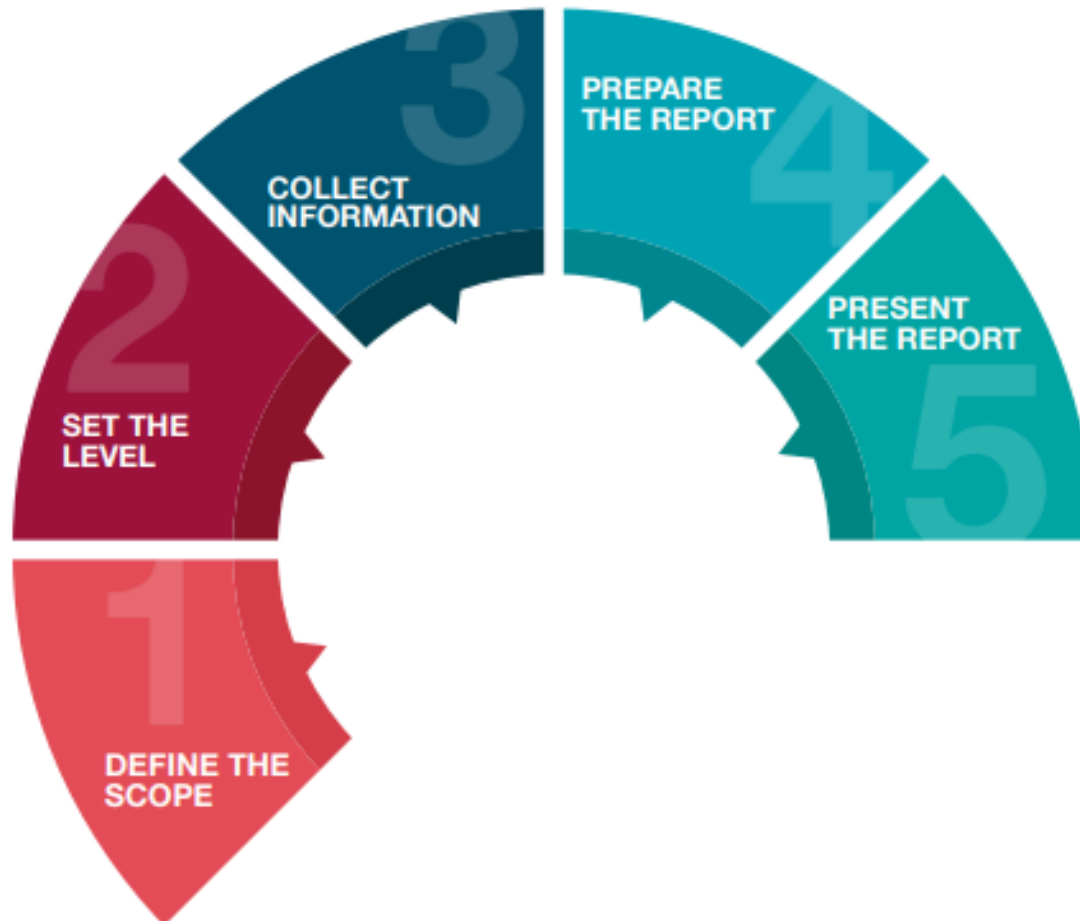 1
DEFINE THE
SCOPE
2
SET THE
LEVEL
3
COLLECT
INFORMATION
4
PREPARE
THE REPORT
5
PRESENT
THE REPORT